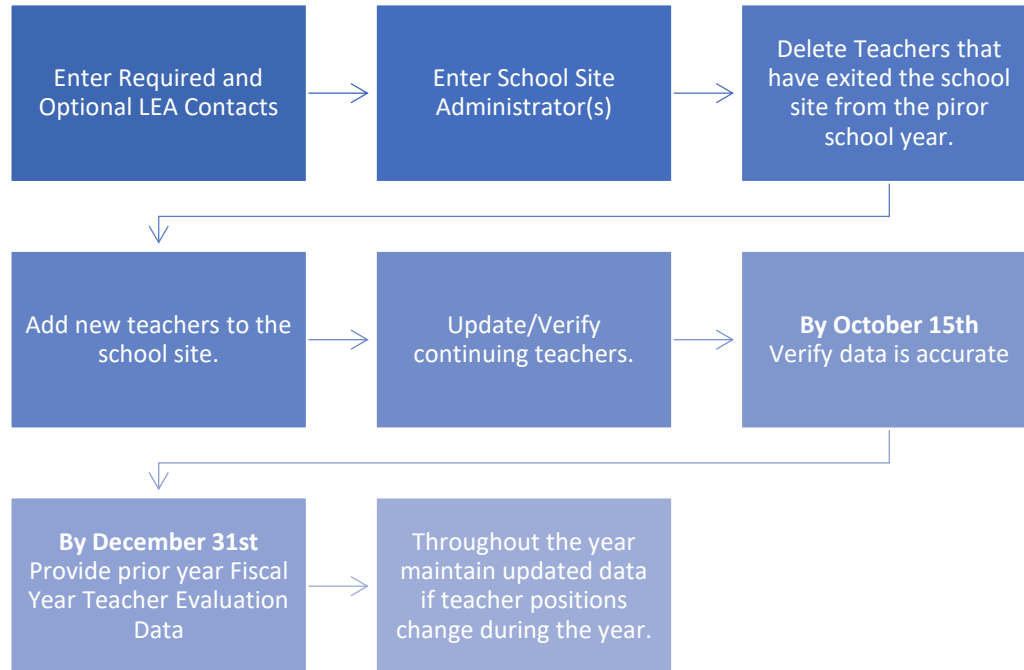 Enter Required and
Optional LEA Contacts
Enter School Site
Administrator(s)
Delete Teachers that
have exited the school
site from the piror
school year.
Add new teachers to the
school site.
Update/Verify
continuing teachers.
By October 15th
Verify data is accurate
By December 31st
Provide prior year Fiscal
Year Teacher Evaluation
Data
Throughout the year
maintain updated data
if teacher positions
change during the year.